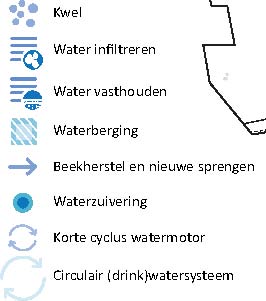 Kwel
Water infiltreren
Water vasthouden
Waterberging
Beekherstel en nieuwe sprengen
Waterzuivering
Korte cyclus watermotor
Circulair (drink)watersysteem